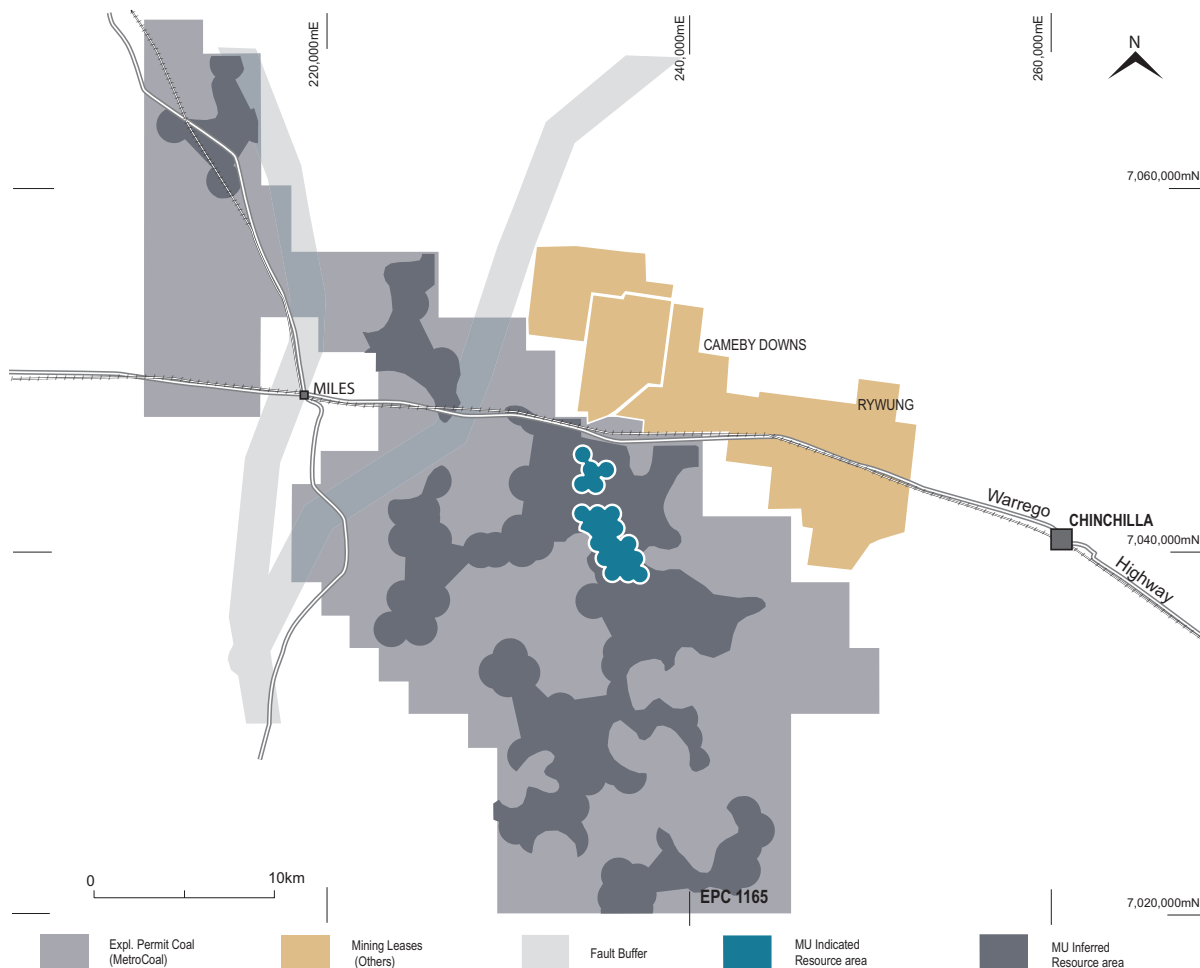 220,000mE
240,000mE
260,000mE
N
7,060,000mN
CAMEBY DOWNS
MILES
RYWUNG
Warrego
CHINCHILLA
7,040,000mN
Highway
0
10km
EPC 1165
7,020,000mN
Expl. Permit Coal
(MetroCoal)
Mining Leases
(Others)
Fault Buffer
MU Indicated
Resource area
MU Inferred
Resource area